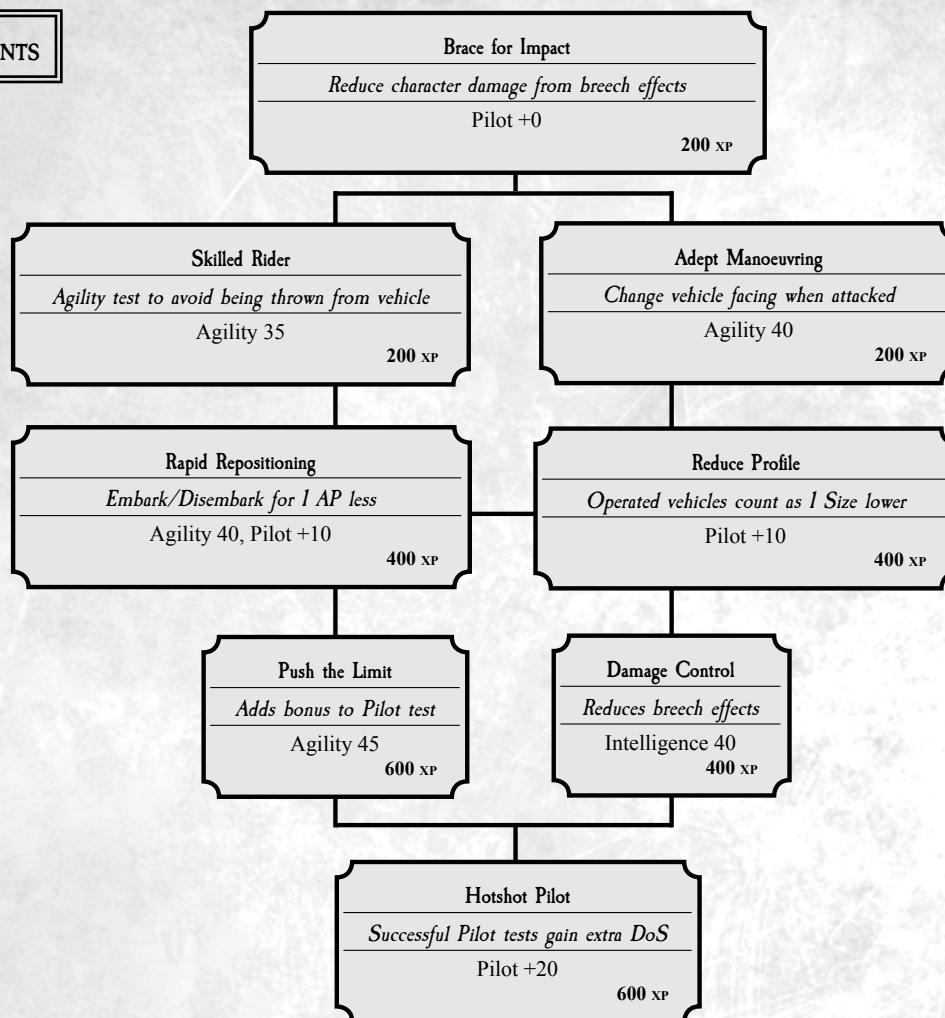 NTS
Brace for Impact
Reduce character damage from breech effects
Pilot +0
200 XP
Skilled Rider
Agility test to avoid being thrown from vehicle
Agility 35
200 XP
Adept Manoeuvring
Change vehicle facing when attacked
Agility 40
200 XP
Rapid Repositioning
Embark/Disembark for 1 AP less
Agility 40, Pilot +10
400 XP
Reduce Profile
Operated vehicles count as 1 Size lower
Pilot +10
400 XP
Push the Limit
Adds bonus to Pilot test
Agility 45
600 XP
Damage Control
Reduces breech effects
Intelligence 40
400 XP
Hotshot Pilot
Successful Pilot tests gain extra DoS
Pilot +20
600 XP